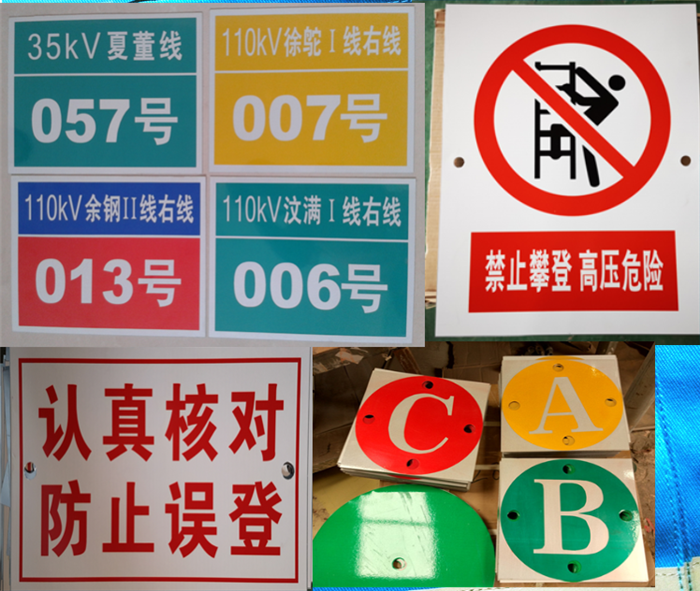 35kV夏董线
057号
110kV徐鸵Ⅰ线右线
007号
110kV余钢II线右线
013号
110kV汶满Ⅰ线右线
006号
禁止攀登 高压危险
认真核对
防止误登
C
A
B